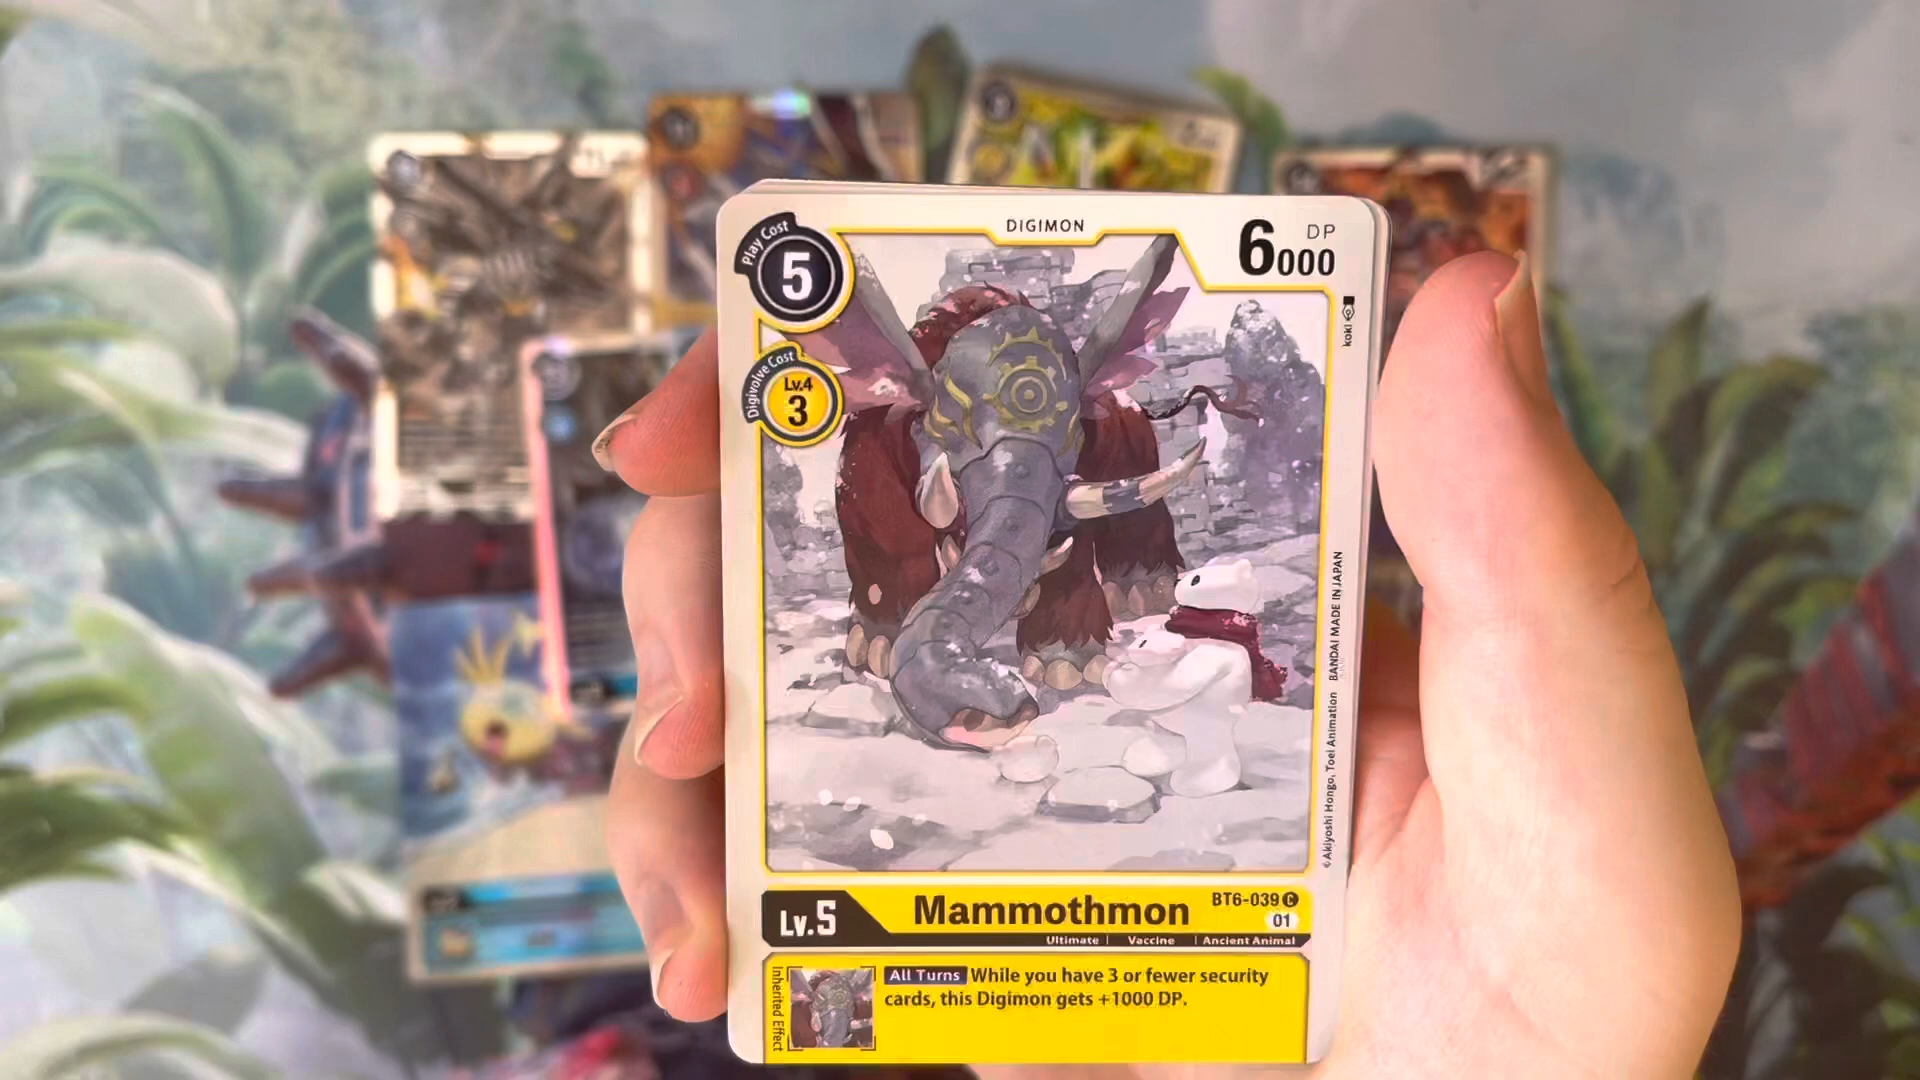 DIGIMON
Play Cost
5
6000
DP
Digivolve Cost
Lv.4
3
koki
©Akiyoshi Hongo, Toei Animation BANDAI MADE IN JAPAN
Lv.5
Mammothmon
BT6-039 C
01
Ultimate | Vaccine | Ancient Animal
Inherited Effect
All Turns While you have 3 or fewer security
cards, this Digimon gets +1000 DP.